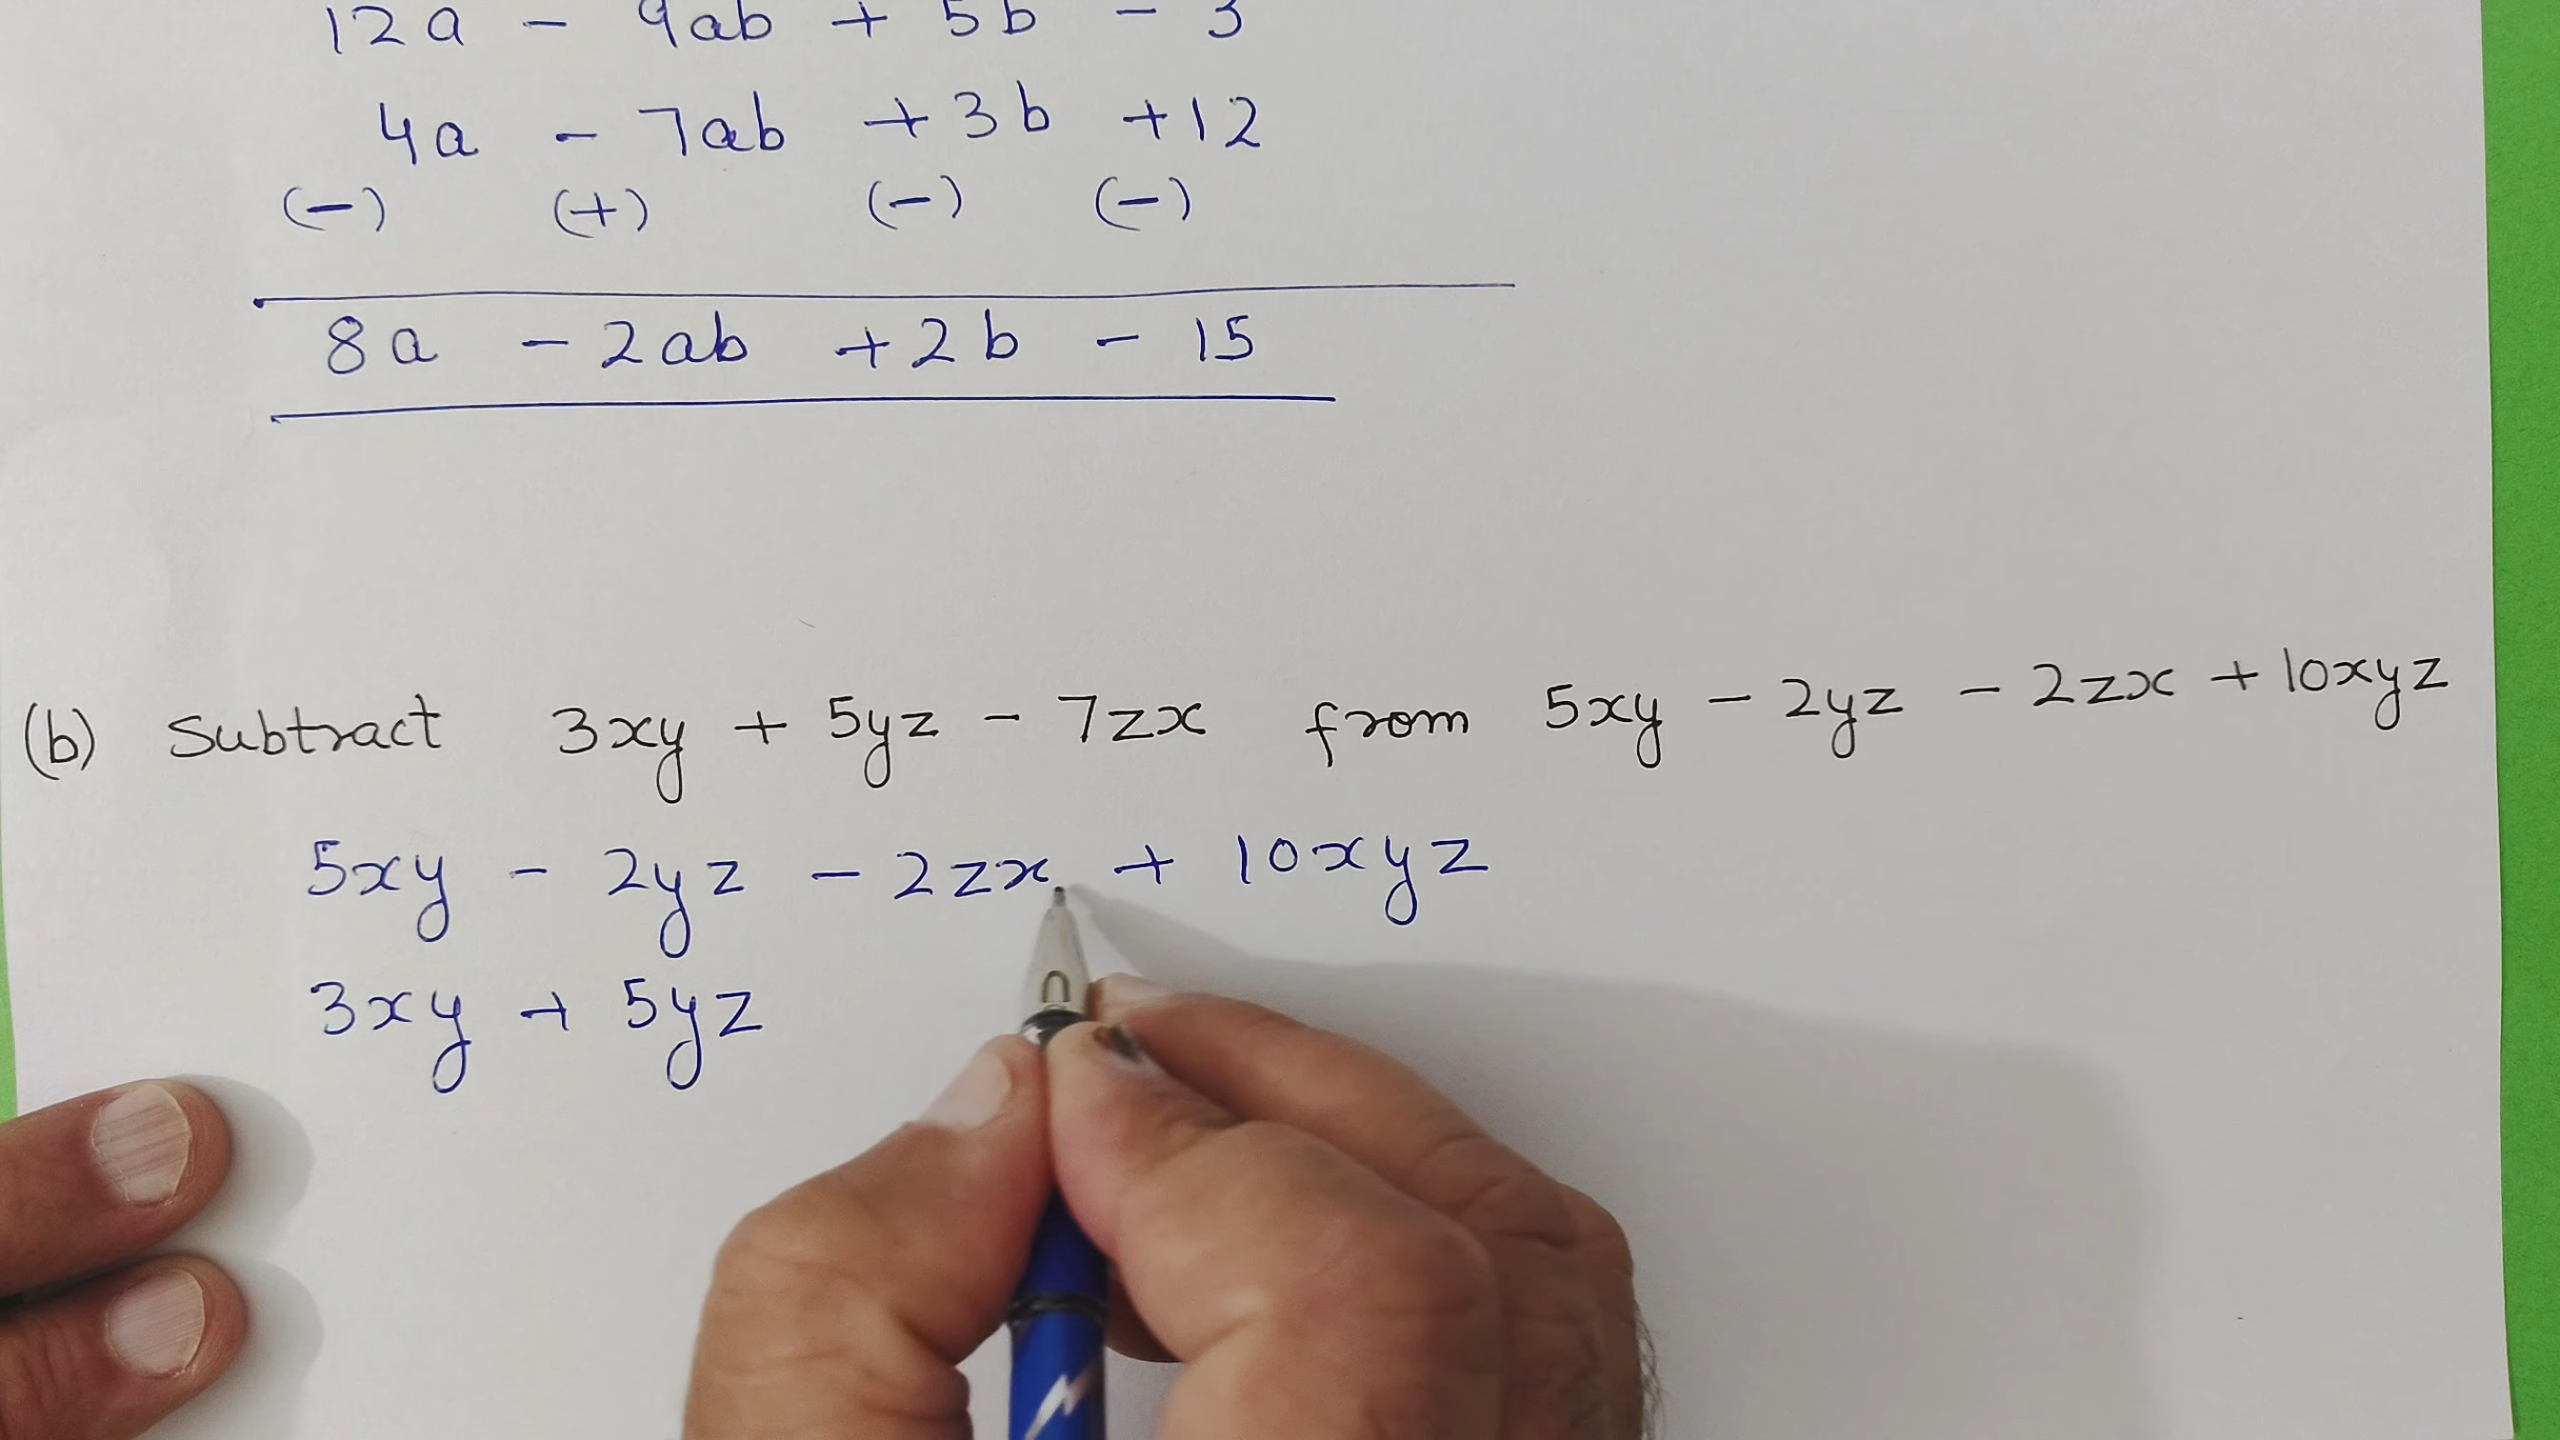 12a - 9ab + 5b - 3
4a - 7ab + 3b + 12
(-) (+) (-) (-)
8a - 2ab + 2b - 15
(b) Subtract 3xy + 5yz - 7zx from 5xy - 2yz - 2zx + 10xyz
5xy - 2yz - 2zx + 10xyz
3xy + 5yz